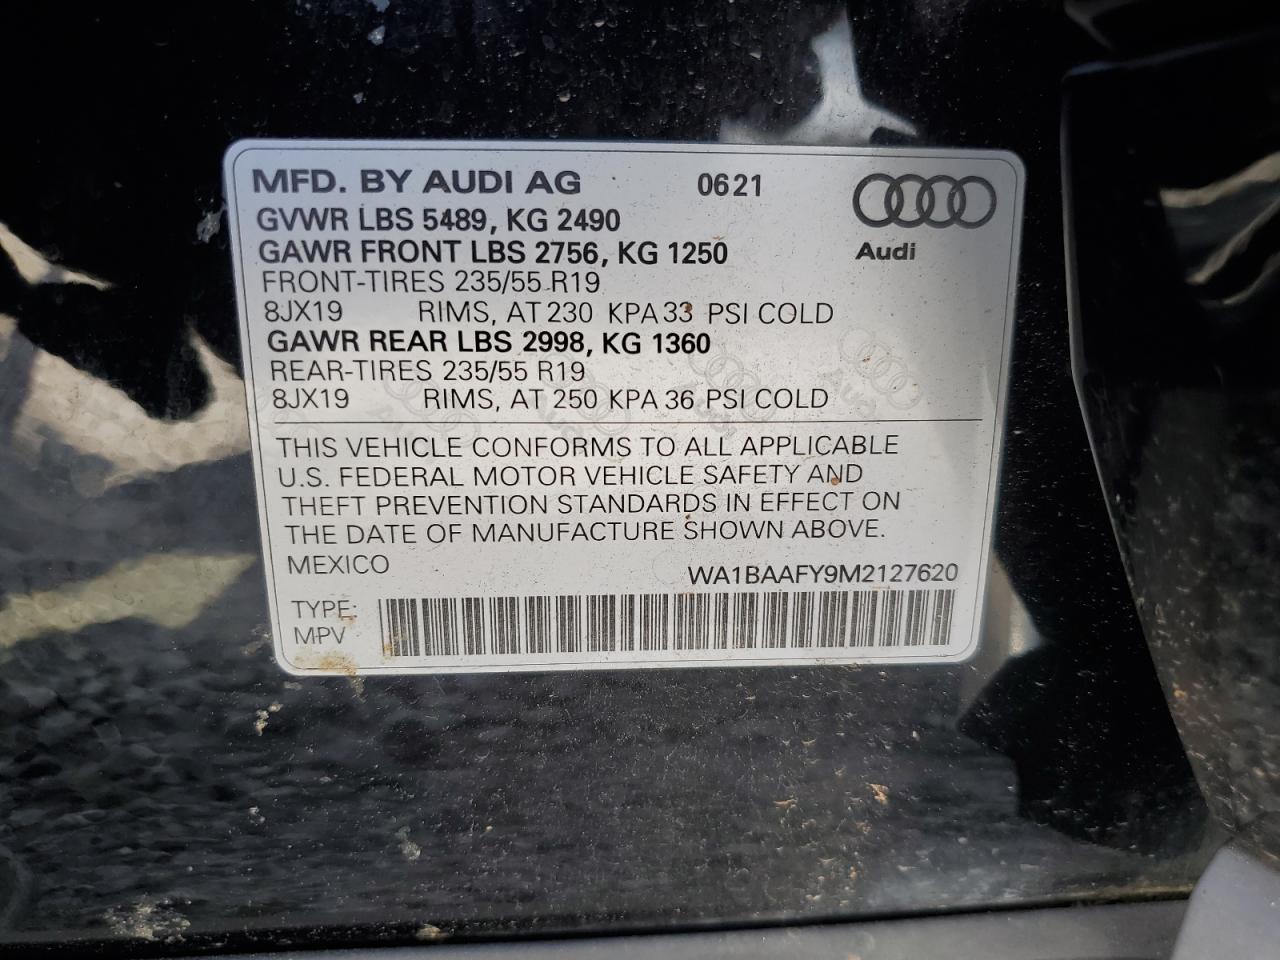 MFD. BY AUDI AG 0621
Audi
GVWR LBS 5489, KG 2490
GAWR FRONT LBS 2756, KG 1250
FRONT-TIRES 235/55 R19
8JX19 RIMS, AT 230 KPA 33 PSI COLD
GAWR REAR LBS 2998, KG 1360
REAR-TIRES 235/55 R19
8JX19 RIMS, AT 250 KPA 36 PSI COLD
THIS VEHICLE CONFORMS TO ALL APPLICABLE
U.S. FEDERAL MOTOR VEHICLE SAFETY AND
THEFT PREVENTION STANDARDS IN EFFECT ON
THE DATE OF MANUFACTURE SHOWN ABOVE.
MEXICO WA1BAAFY9M2127620
TYPE:
MPV